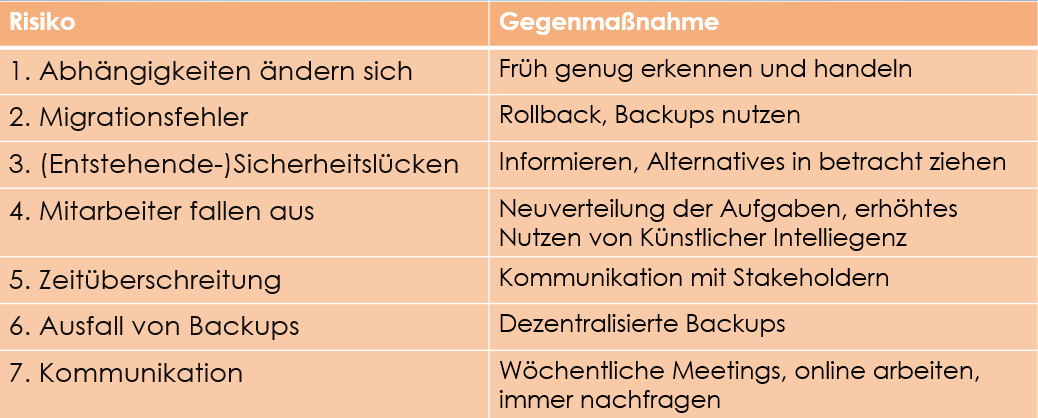 Risiko
Gegenmaßnahme
1. Abhängigkeiten ändern sich
Früh genug erkennen und handeln
2. Migrationsfehler
Rollback, Backups nutzen
3. (Entstehende-)Sicherheitslücken
Informieren, Alternatives in betracht ziehen
4. Mitarbeiter fallen aus
Neuverteilung der Aufgaben, erhöhtes
Nutzen von Künstlicher Intelliegenz
5. Zeitüberschreitung
Kommunikation mit Stakeholdern
6. Ausfall von Backups
Dezentralisierte Backups
7. Kommunikation
Wöchentliche Meetings, online arbeiten,
immer nachfragen